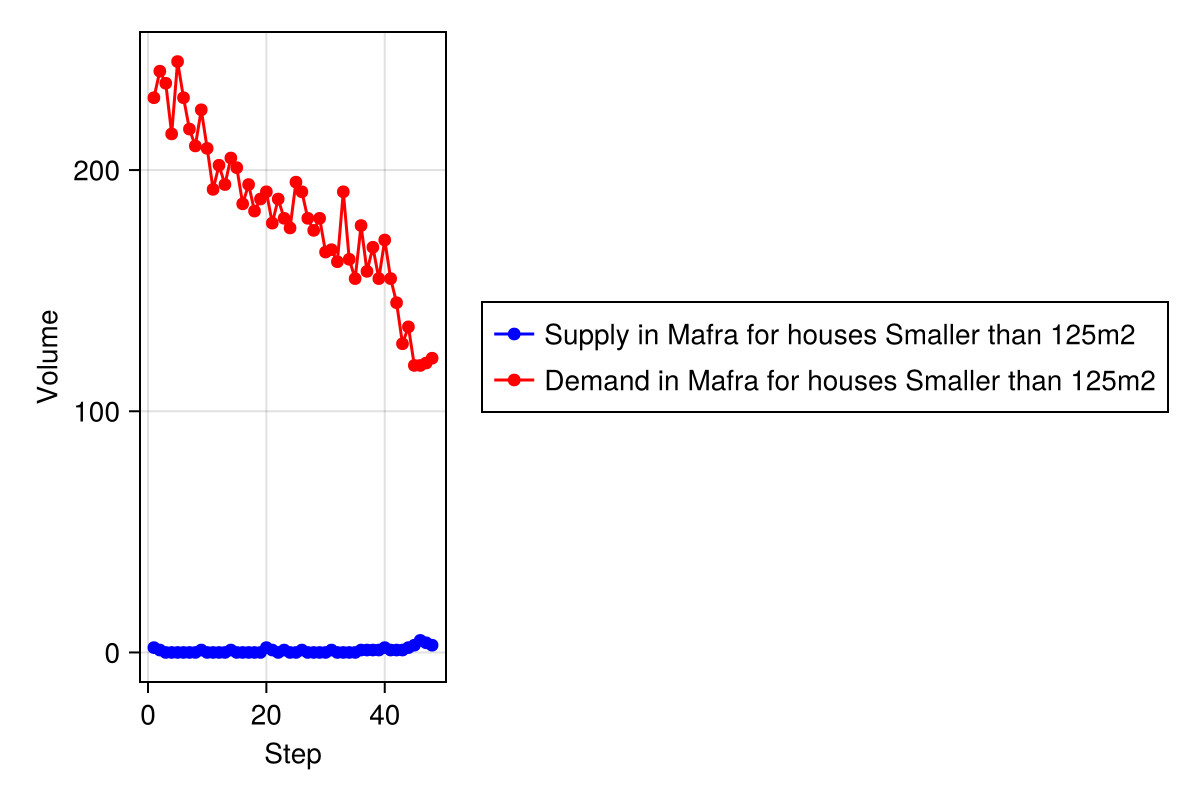 200
100
0
0 20 40
Volume
Step
Supply in Mafra for houses Smaller than 125m2
Demand in Mafra for houses Smaller than 125m2